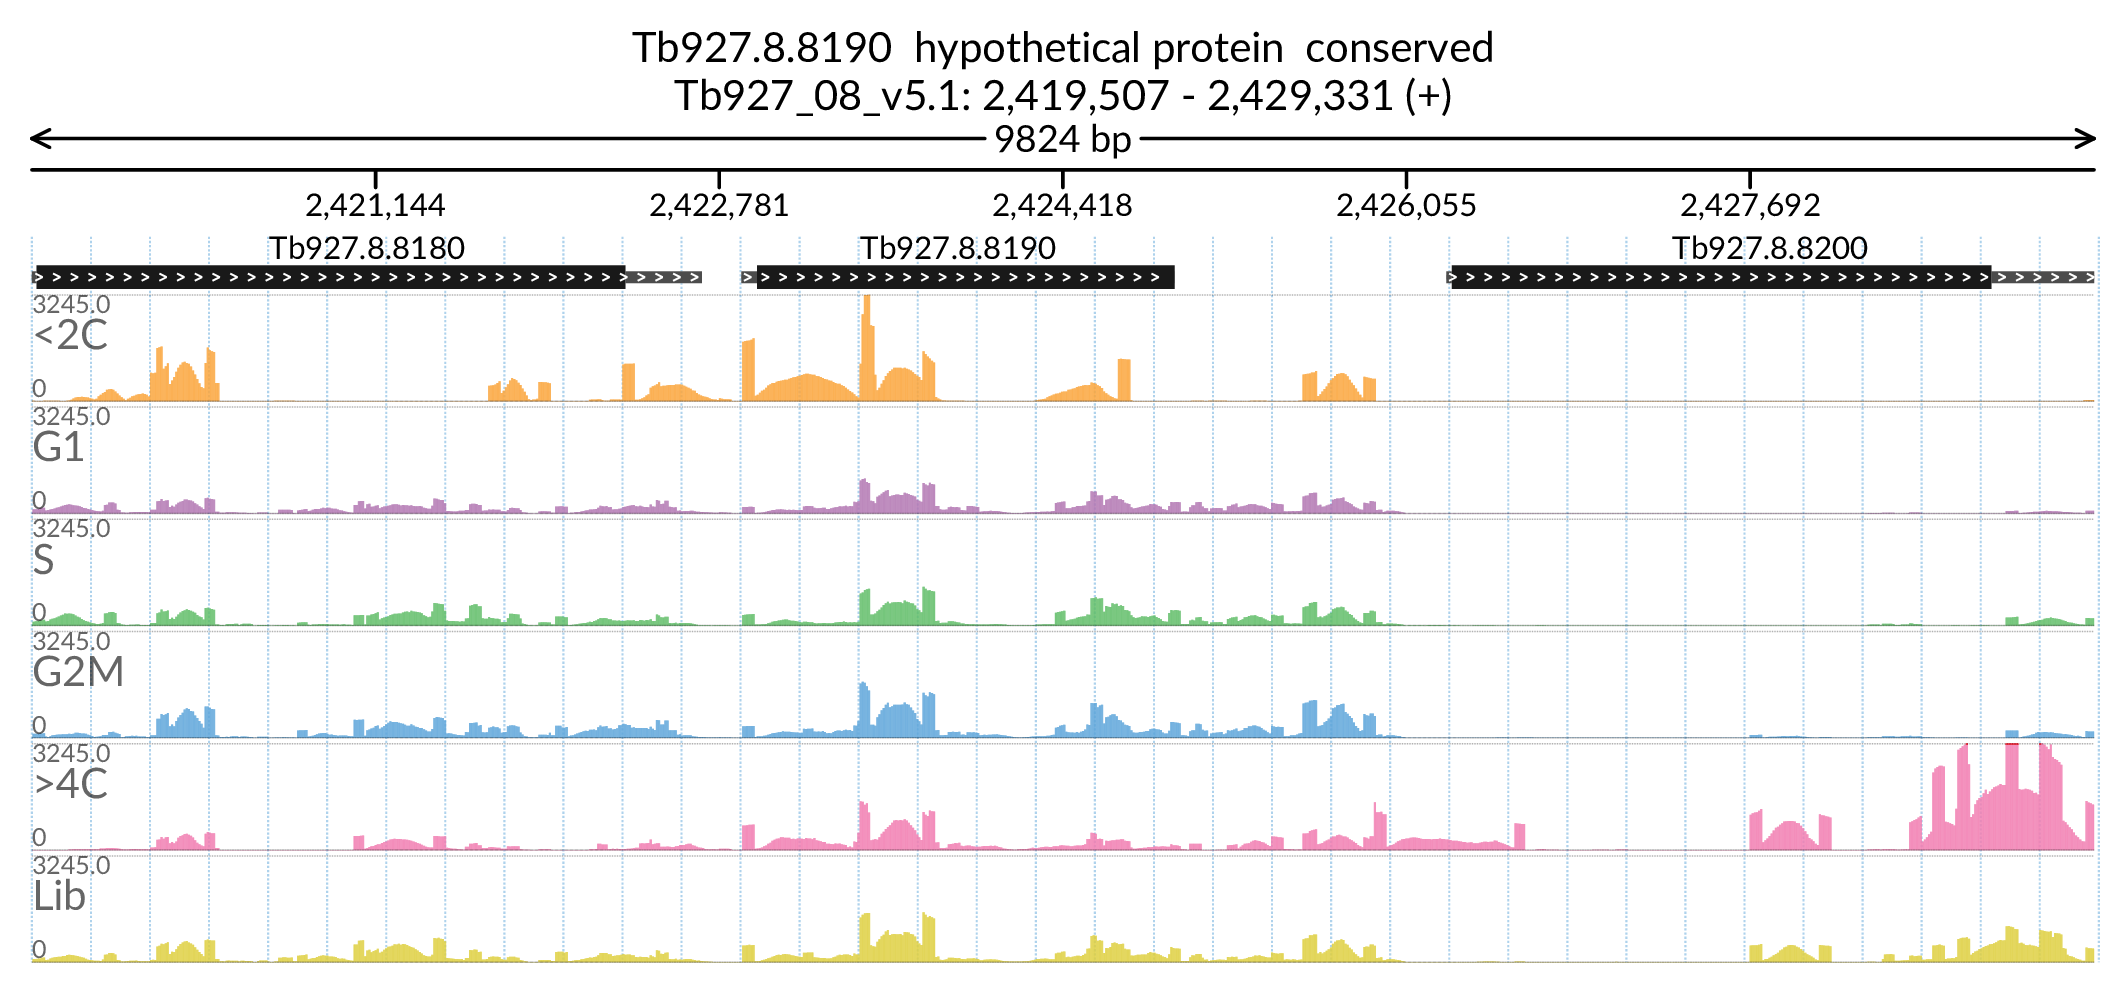 Tb927.8.8190  hypothetical protein  conserved
Tb927_08_v5.1: 2,419,507 - 2,429,331 (+)
9824 bp
2,421,144 2,422,781 2,424,418 2,426,055 2,427,692
Tb927.8.8180 Tb927.8.8190 Tb927.8.8200
3245.0
<2C
0
3245.0
G1
0
3245.0
S
0
3245.0
G2M
0
3245.0
>4C
0
3245.0
Lib
0